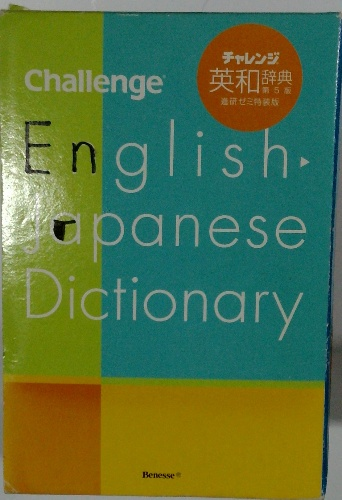 Challenge®
チャレンジ
英和辞典
第5版
進研ゼミ特装版
English▸
Japanese
Dictionary
Benesse®